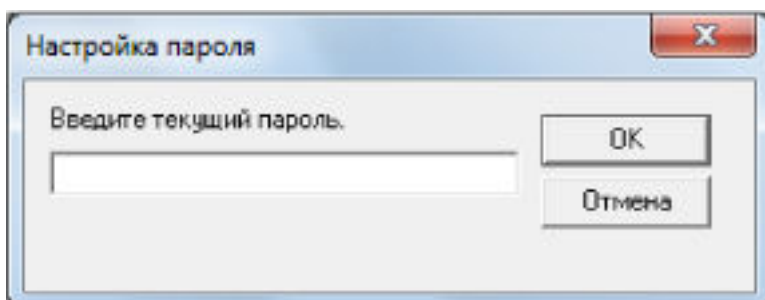 Настройка пароля
Введите текущий пароль.
OK
Отмена